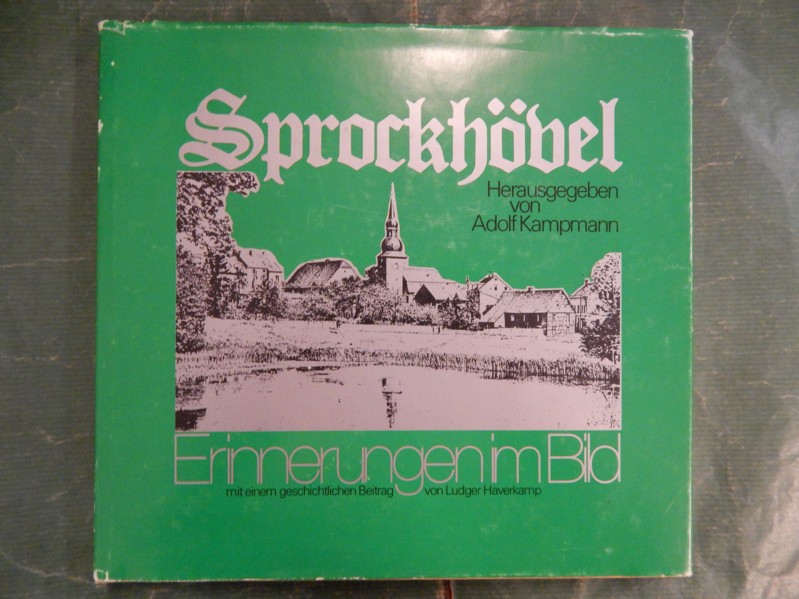 Sprockhövel
Herausgegeben
von
Adolf Kampmann
Erinnerungen im Bild
mit einem geschichtlichen Beitrag von Ludger Haverkamp